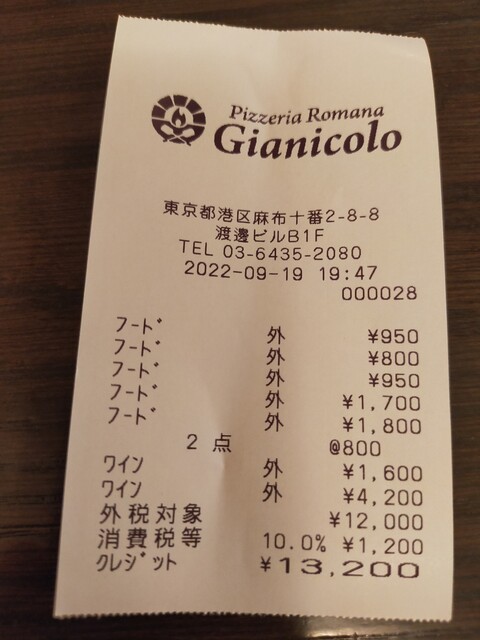 Pizzeria Romana
Gianicolo
東京都港区麻布十番2-8-8
渡邊ビルB1F
TEL 03-6435-2080
2022-09-19 19:47
000028
フード 外 ¥950
フード 外 ¥800
フード 外 ¥950
フード 外 ¥1,700
フード 外 ¥1,800
2点 @800
ワイン 外 ¥1,600
ワイン 外 ¥4,200
外税対象 ¥12,000
消費税等 10.0% ¥1,200
クレジット ¥13,200